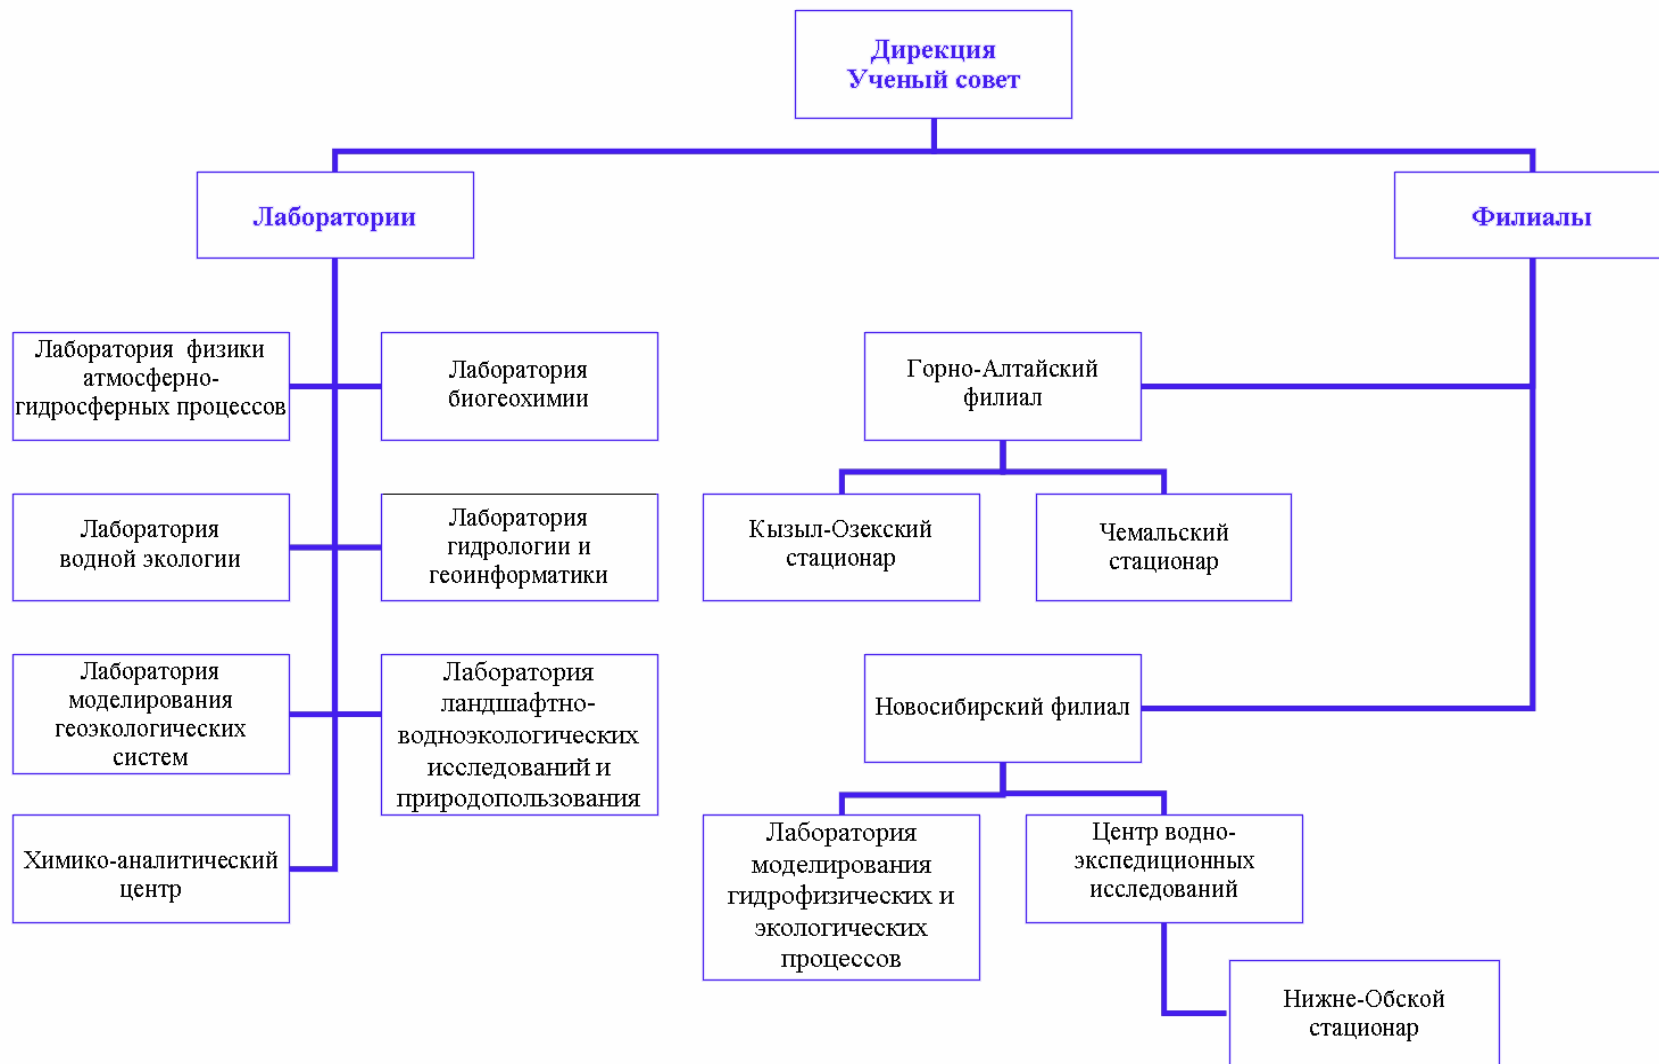 Дирекция
Ученый совет
Лаборатории
Филиалы
Лаборатория физики
атмосферно-
гидросферных процессов
Лаборатория
биогеохимии
Горно-Алтайский
филиал
Лаборатория
водной экологии
Лаборатория
гидрологии и
геоинформатики
Кызыл-Озекский
стационар
Чемальский
стационар
Лаборатория
моделирования
геоэкологических
систем
Лаборатория
ландшафтно-
водноэкологических
исследований и
природопользования
Новосибирский филиал
Химико-аналитический
центр
Лаборатория
моделирования
гидрофизических и
экологических
процессов
Центр водно-
экспедиционных
исследований
Нижне-Обской
стационар